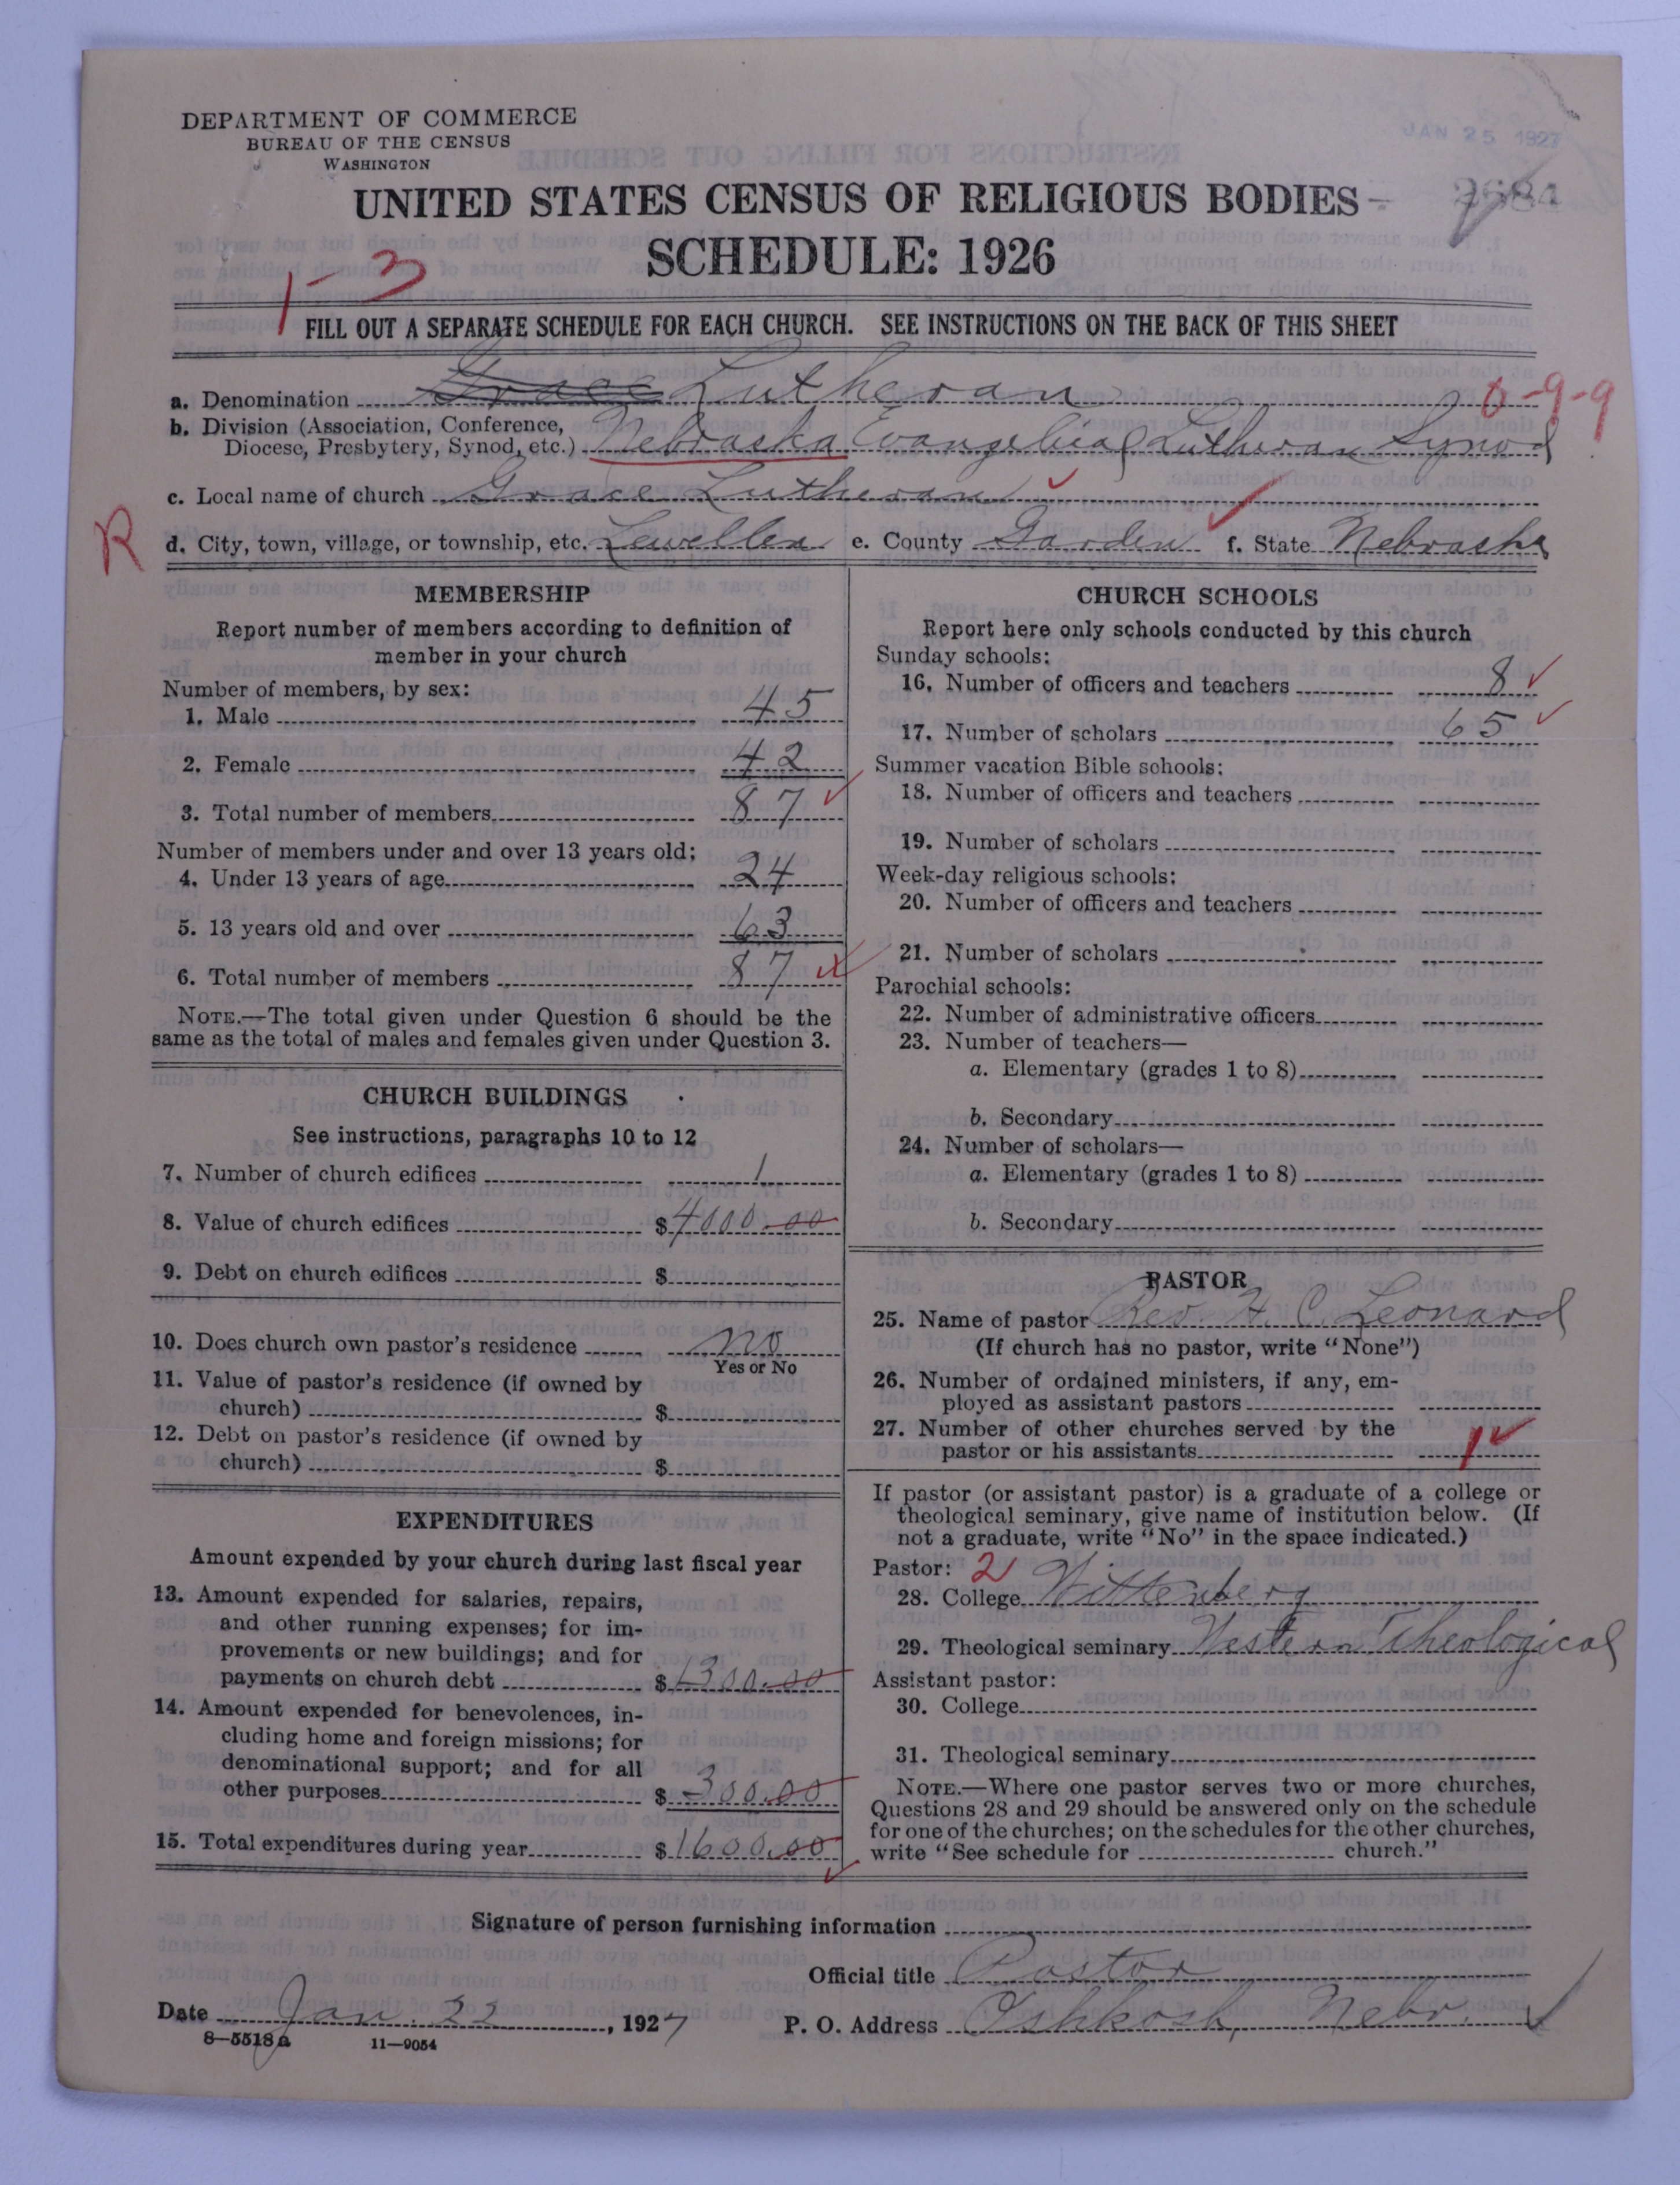 DEPARTMENT OF COMMERCE
BUREAU OF THE CENSUS
WASHINGTON
JAN 25 1927
UNITED STATES CENSUS OF RELIGIOUS BODIES
2684
SCHEDULE: 1926
1-3
FILL OUT A SEPARATE SCHEDULE FOR EACH CHURCH. SEE INSTRUCTIONS ON THE BACK OF THIS SHEET
a. Denomination Grace Lutheran 0-9-9
b. Division (Association, Conference,
Diocese, Presbytery, Synod, etc.) Nebraska Evangelical Lutheran Synod
c. Local name of church Grace Lutheran
R
d. City, town, village, or township, etc. Lewellen e. County Garden f. State Nebraska
MEMBERSHIP
Report number of members according to definition of
member in your church
Number of members, by sex:
1. Male 45
2. Female 42
3. Total number of members 87
Number of members under and over 13 years old:
4. Under 13 years of age 24
5. 13 years old and over 63
6. Total number of members 87
NOTE.—The total given under Question 6 should be the
same as the total of males and females given under Question 3.
CHURCH BUILDINGS
See instructions, paragraphs 10 to 12
7. Number of church edifices 1
8. Value of church edifices $4000.00
9. Debt on church edifices $
10. Does church own pastor's residence no
Yes or No
11. Value of pastor's residence (if owned by
church) $
12. Debt on pastor's residence (if owned by
church) $
EXPENDITURES
Amount expended by your church during last fiscal year
13. Amount expended for salaries, repairs,
and other running expenses; for im-
provements or new buildings; and for
payments on church debt $1300.00
14. Amount expended for benevolences, in-
cluding home and foreign missions; for
denominational support; and for all
other purposes $300.00
15. Total expenditures during year $1600.00
CHURCH SCHOOLS
Report here only schools conducted by this church
Sunday schools:
16. Number of officers and teachers 8
17. Number of scholars 65
Summer vacation Bible schools:
18. Number of officers and teachers
19. Number of scholars
Week-day religious schools:
20. Number of officers and teachers
21. Number of scholars
Parochial schools:
22. Number of administrative officers
23. Number of teachers—
a. Elementary (grades 1 to 8)
b. Secondary
24. Number of scholars—
a. Elementary (grades 1 to 8)
b. Secondary
PASTOR
25. Name of pastor Rev. H. C. Leonard
(If church has no pastor, write "None")
26. Number of ordained ministers, if any, em-
ployed as assistant pastors
27. Number of other churches served by the
pastor or his assistants 1
If pastor (or assistant pastor) is a graduate of a college or
theological seminary, give name of institution below. (If
not a graduate, write "No" in the space indicated.)
Pastor: 2
28. College Wittenberg
29. Theological seminary Western Theological
Assistant pastor:
30. College
31. Theological seminary
NOTE.—Where one pastor serves two or more churches,
Questions 28 and 29 should be answered only on the schedule
for one of the churches; on the schedules for the other churches,
write "See schedule for church."
Signature of person furnishing information
Official title Pastor
Date Jan. 22, 1927 P. O. Address Oshkosh, Nebr.
8—5518a 11—9054